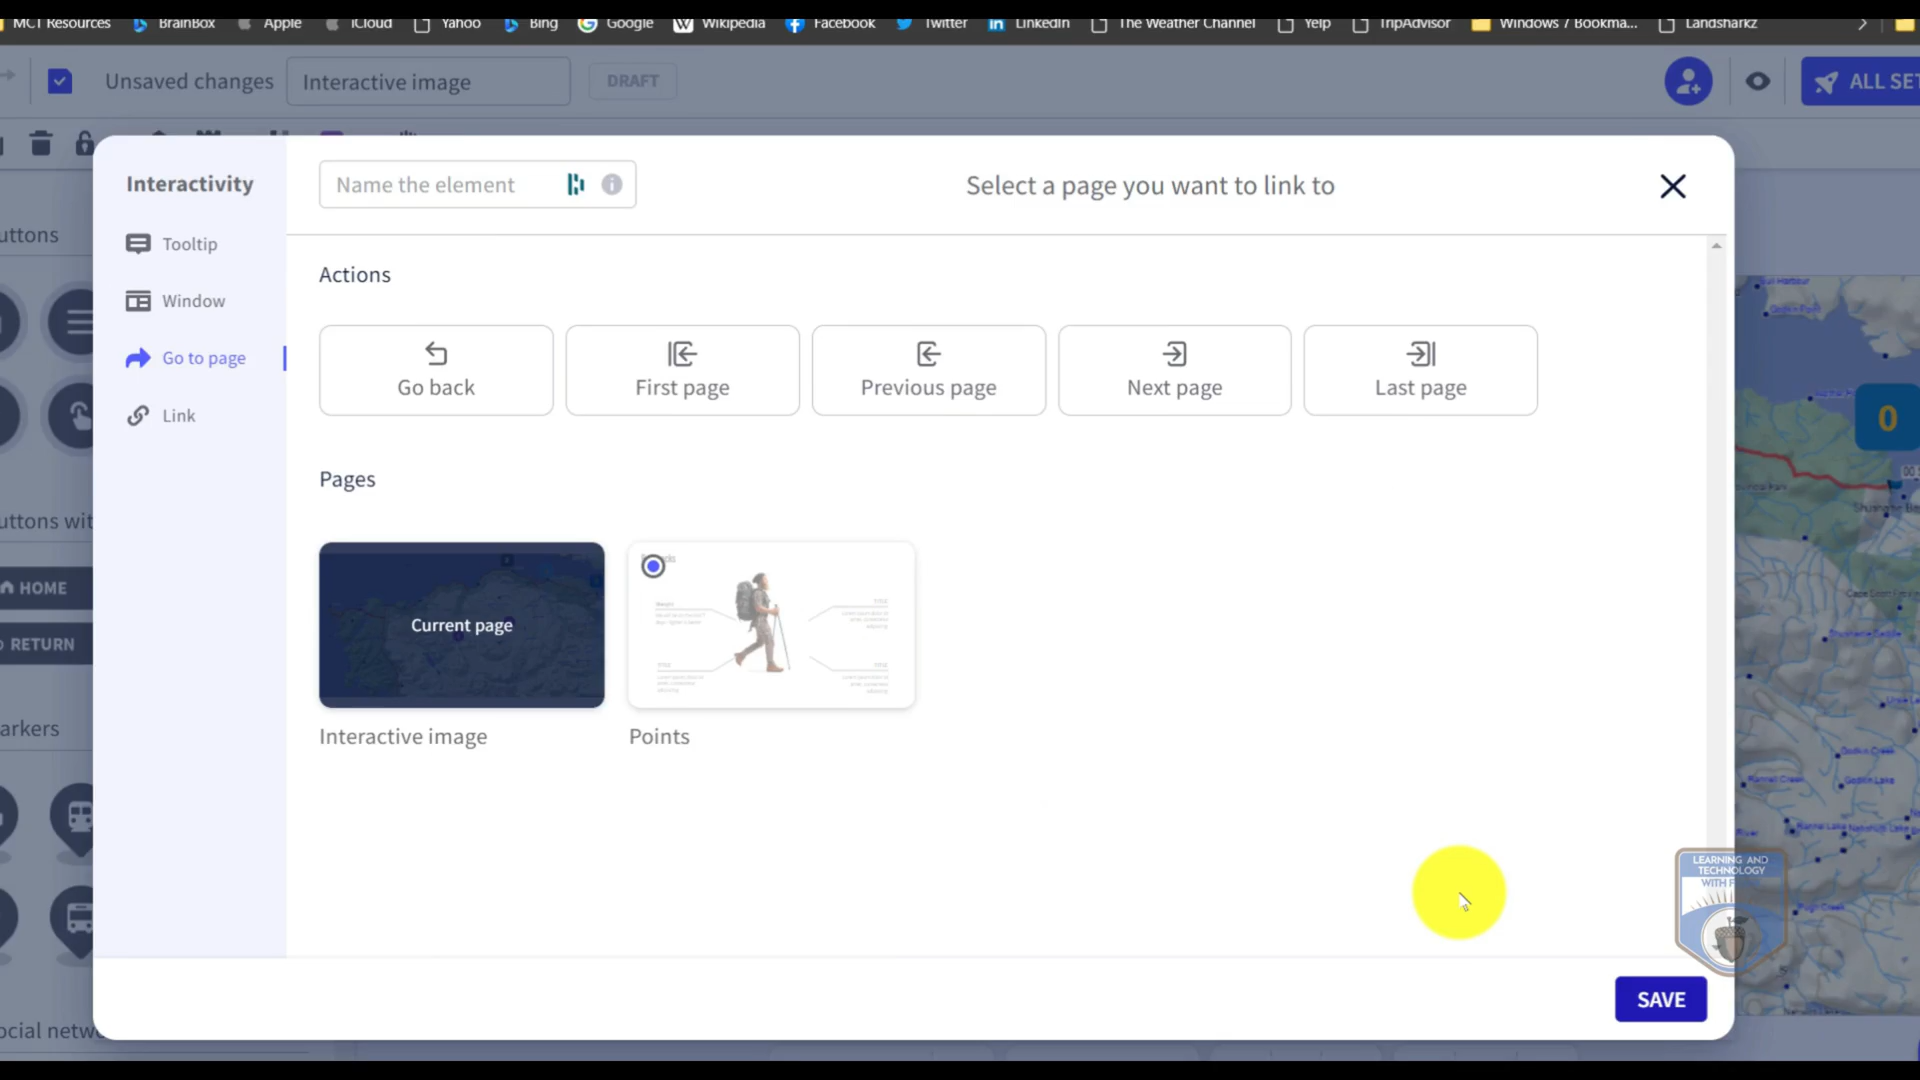 MCT Resources BrainBox Apple iCloud Yahoo Bing Google Wikipedia Facebook Twitter LinkedIn The Weather Channel Yelp TripAdvisor Windows 7 Bookma... Landsharkz
Unsaved changes Interactive image DRAFT ALL SET
Interactivity
Name the element
Select a page you want to link to
Tooltip
Window
Go to page
Link
Actions
Go back
First page
Previous page
Next page
Last page
Pages
Current page
Interactive image
Points
SAVE
uttons
uttons wit
HOME
RETURN
arkers
ocial netw
0
LEARNING AND
TECHNOLOGY